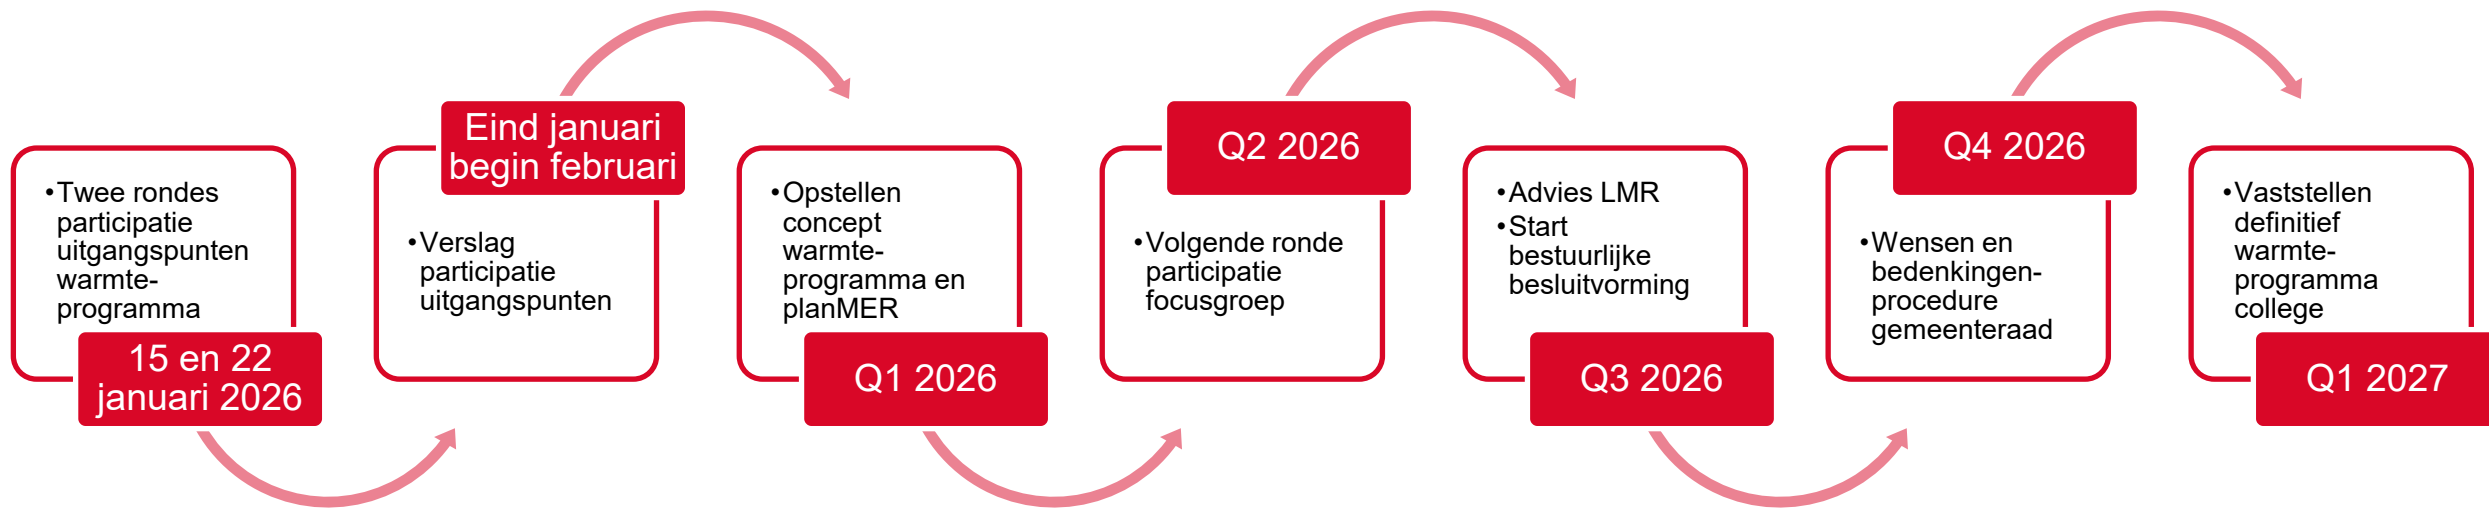 •Twee rondes
participatie
uitgangspunten
warmte-
programma
15 en 22
januari 2026
Eind januari
begin februari
•Verslag
participatie
uitgangspunten
•Opstellen
concept
warmte-
programma en
planMER
Q1 2026
Q2 2026
•Volgende ronde
participatie
focusgroep
•Advies LMR
•Start
bestuurlijke
besluitvorming
Q3 2026
Q4 2026
•Wensen en
bedenkingen-
procedure
gemeenteraad
•Vaststellen
definitief
warmte-
programma
college
Q1 2027